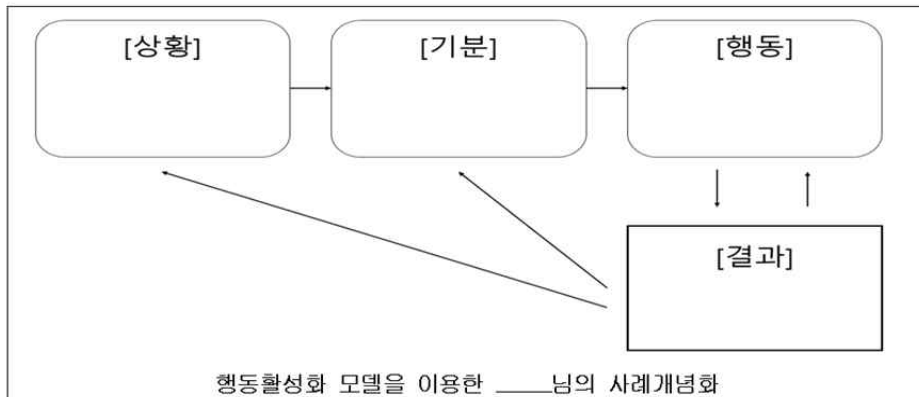 [상황]
[기분]
[행동]
[결과]
행동활성화 모델을 이용한 _____님의 사례개념화